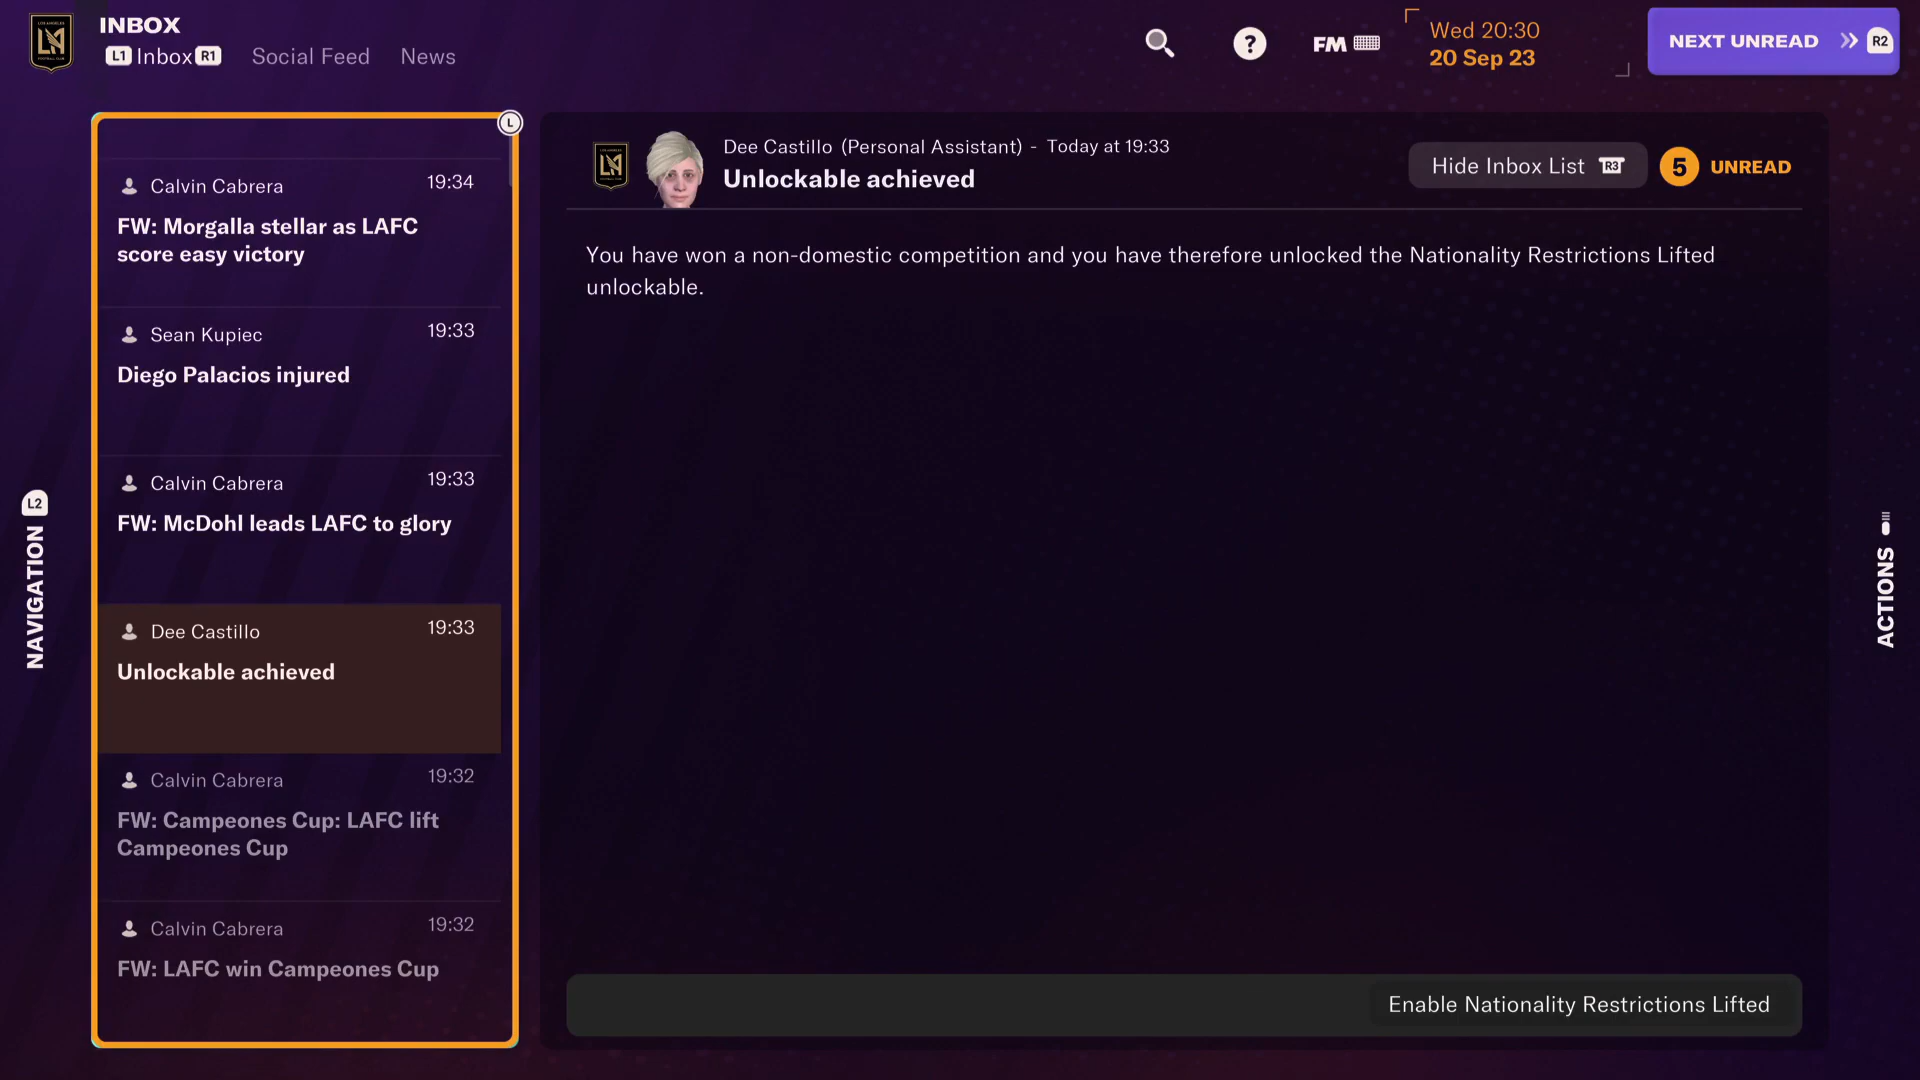 INBOX
L1 Inbox R1 Social Feed News
?
FM
Wed 20:30
20 Sep 23
NEXT UNREAD R2
L
Calvin Cabrera 19:34
FW: Morgalla stellar as LAFC
score easy victory
Sean Kupiec 19:33
Diego Palacios injured
Calvin Cabrera 19:33
FW: McDohl leads LAFC to glory
Dee Castillo 19:33
Unlockable achieved
Calvin Cabrera 19:32
FW: Campeones Cup: LAFC lift
Campeones Cup
Calvin Cabrera 19:32
FW: LAFC win Campeones Cup
L2
NAVIGATION
Dee Castillo (Personal Assistant) - Today at 19:33
Unlockable achieved
Hide Inbox List R3
5 UNREAD
You have won a non-domestic competition and you have therefore unlocked the Nationality Restrictions Lifted
unlockable.
Enable Nationality Restrictions Lifted
ACTIONS